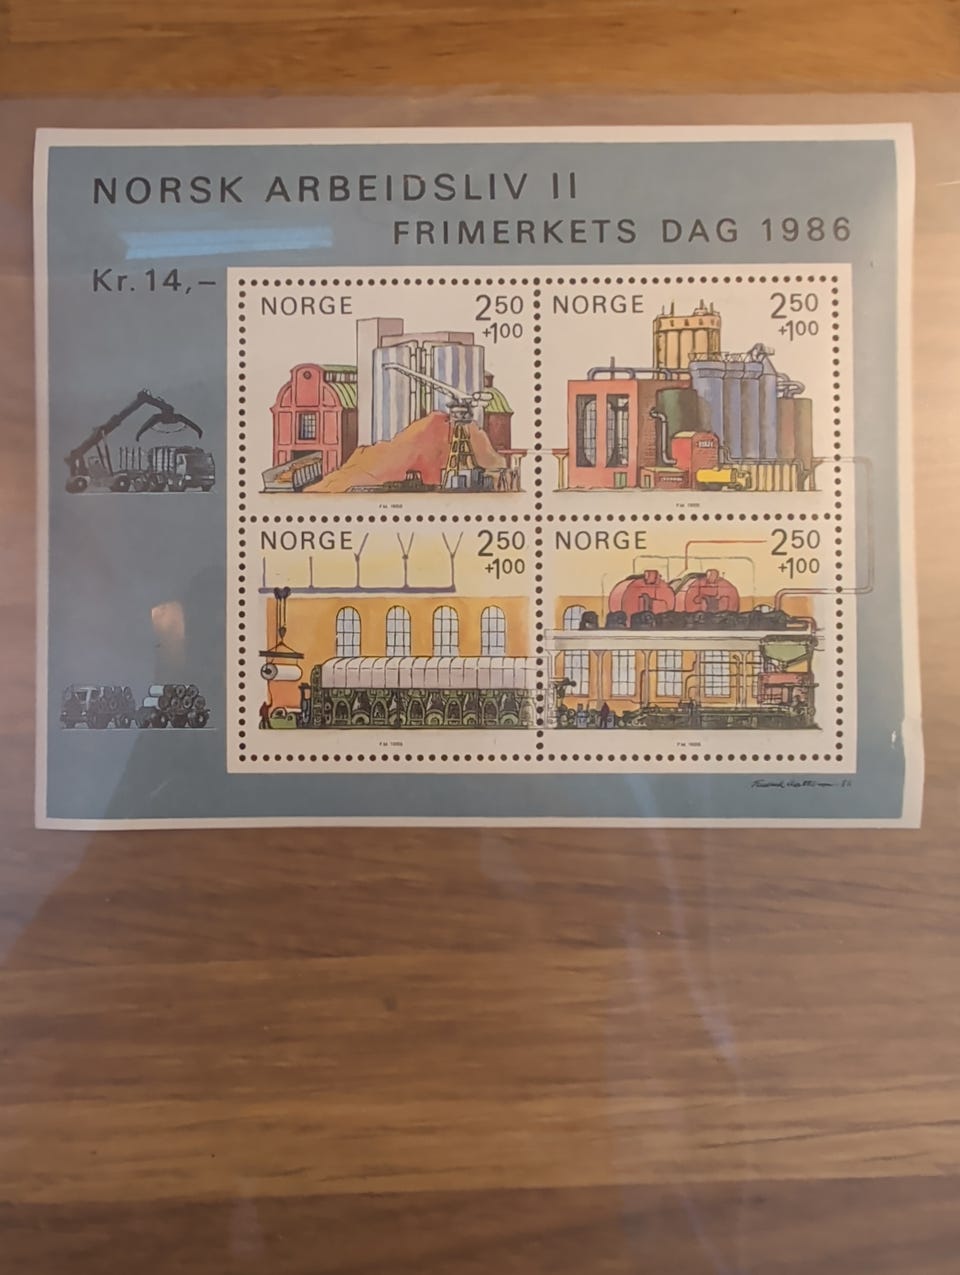 NORSK ARBEIDSLIV II
FRIMERKETS DAG 1986
Kr. 14,–
NORGE 2 50
+1 00
NORGE 2 50
+1 00
NORGE 2 50
+1 00
NORGE 2 50
+1 00